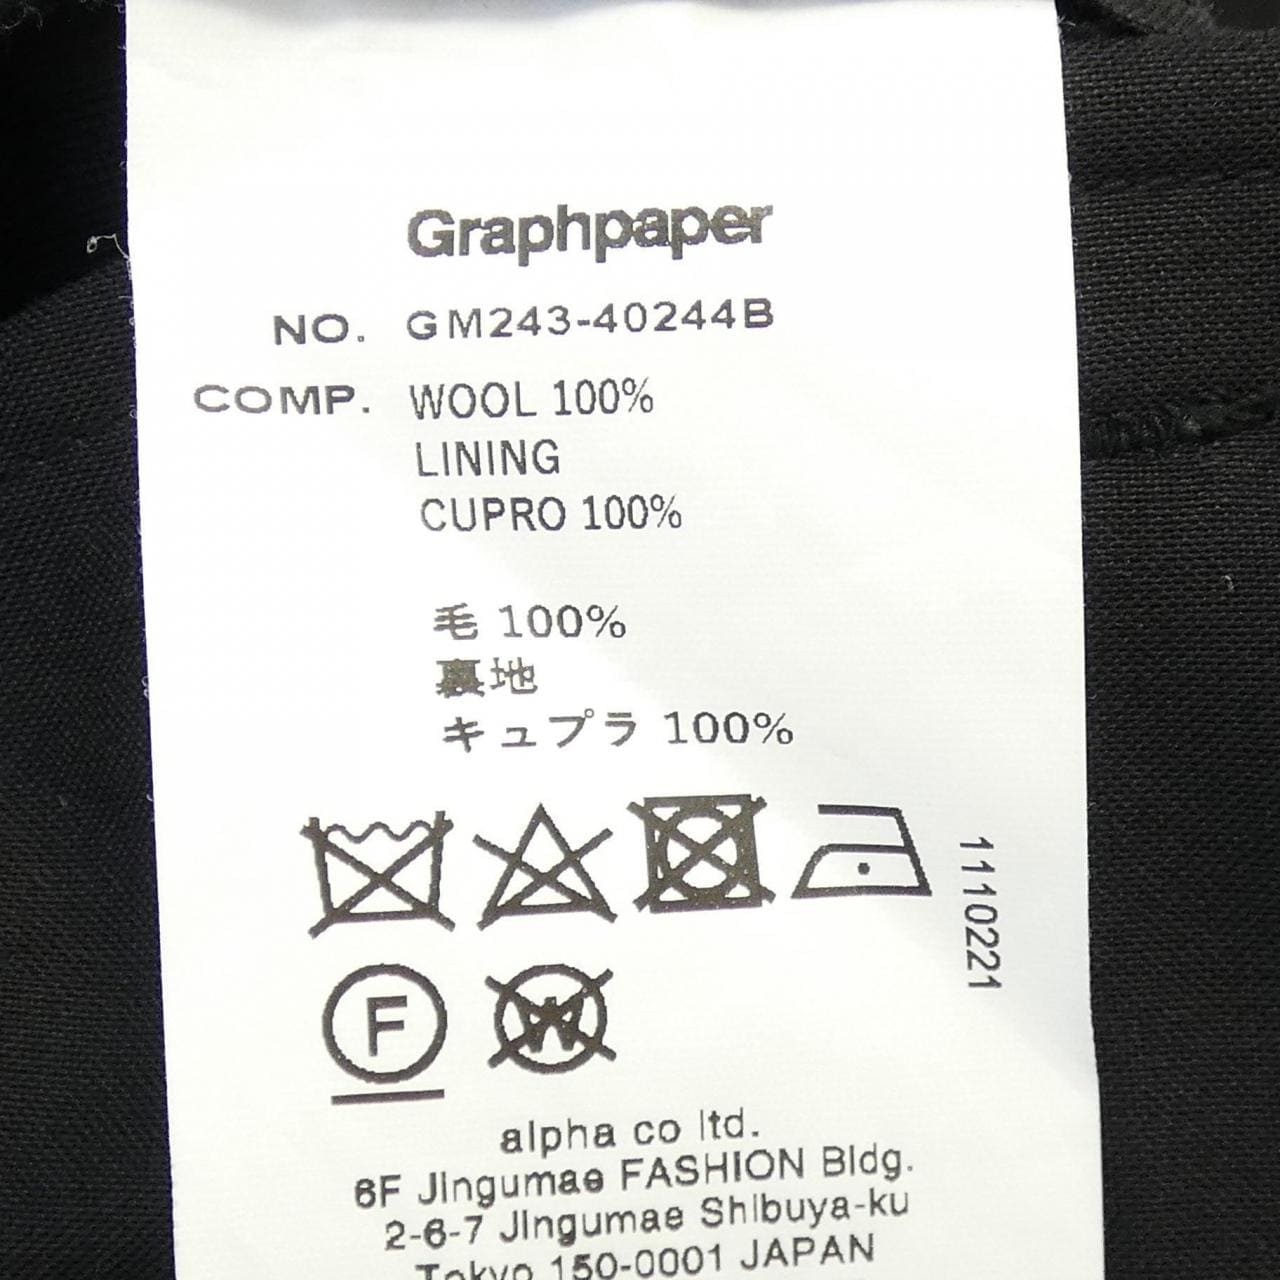 Graphpaper
NO. GM243-40244B
COMP. WOOL 100%
LINING
CUPRO 100%
毛 100%
裏地
キュプラ 100%
1110221
F
W
alpha co ltd.
6F Jingumae FASHION Bldg.
2-6-7 Jingumae Shibuya-ku
Tokyo 150-0001 JAPAN